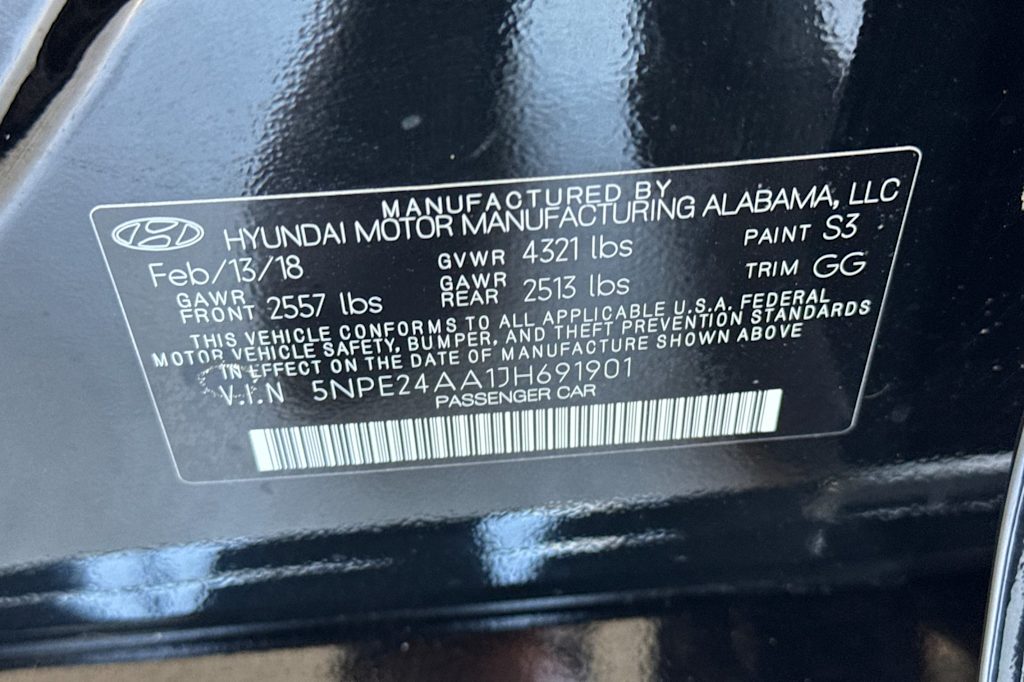 MANUFACTURED BY
HYUNDAI MOTOR MANUFACTURING ALABAMA, LLC
Feb/13/18 GVWR 4321 lbs PAINT S3
GAWR FRONT 2557 lbs GAWR REAR 2513 lbs TRIM GG
THIS VEHICLE CONFORMS TO ALL APPLICABLE U.S.A. FEDERAL
MOTOR VEHICLE SAFETY, BUMPER, AND THEFT PREVENTION STANDARDS
IN EFFECT ON THE DATE OF MANUFACTURE SHOWN ABOVE
V.I.N 5NPE24AA1JH691901
PASSENGER CAR